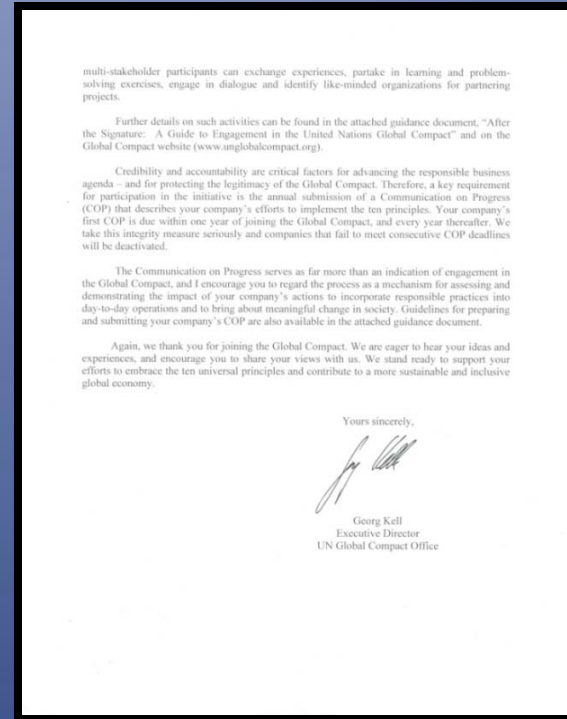 multi-stakeholder participants can exchange experiences, partake in learning and problem-
solving exercises, engage in dialogue and identify like-minded organizations for partnering
projects.
Further details on such activities can be found in the attached guidance document, “After
the Signature: A Guide to Engagement in the United Nations Global Compact” and on the
Global Compact website (www.unglobalcompact.org).
Credibility and accountability are critical factors for advancing the responsible business
agenda – and for protecting the legitimacy of the Global Compact. Therefore, a key requirement
for participation in the initiative is the annual submission of a Communication on Progress
(COP) that describes your company’s efforts to implement the ten principles. Your company’s
first COP is due within one year of joining the Global Compact, and every year thereafter. We
take this integrity measure seriously and companies that fail to meet consecutive COP deadlines
will be deactivated.
The Communication on Progress serves as far more than an indication of engagement in
the Global Compact, and I encourage you to regard the process as a mechanism for assessing and
demonstrating the impact of your company’s actions to incorporate responsible practices into
day-to-day operations and to bring about meaningful change in society. Guidelines for preparing
and submitting your company’s COP are also available in the attached guidance document.
Again, we thank you for joining the Global Compact. We are eager to hear your ideas and
experiences, and encourage you to share your views with us. We stand ready to support your
efforts to embrace the ten universal principles and contribute to a more sustainable and inclusive
global economy.
Yours sincerely,
Georg Kell
Executive Director
UN Global Compact Office